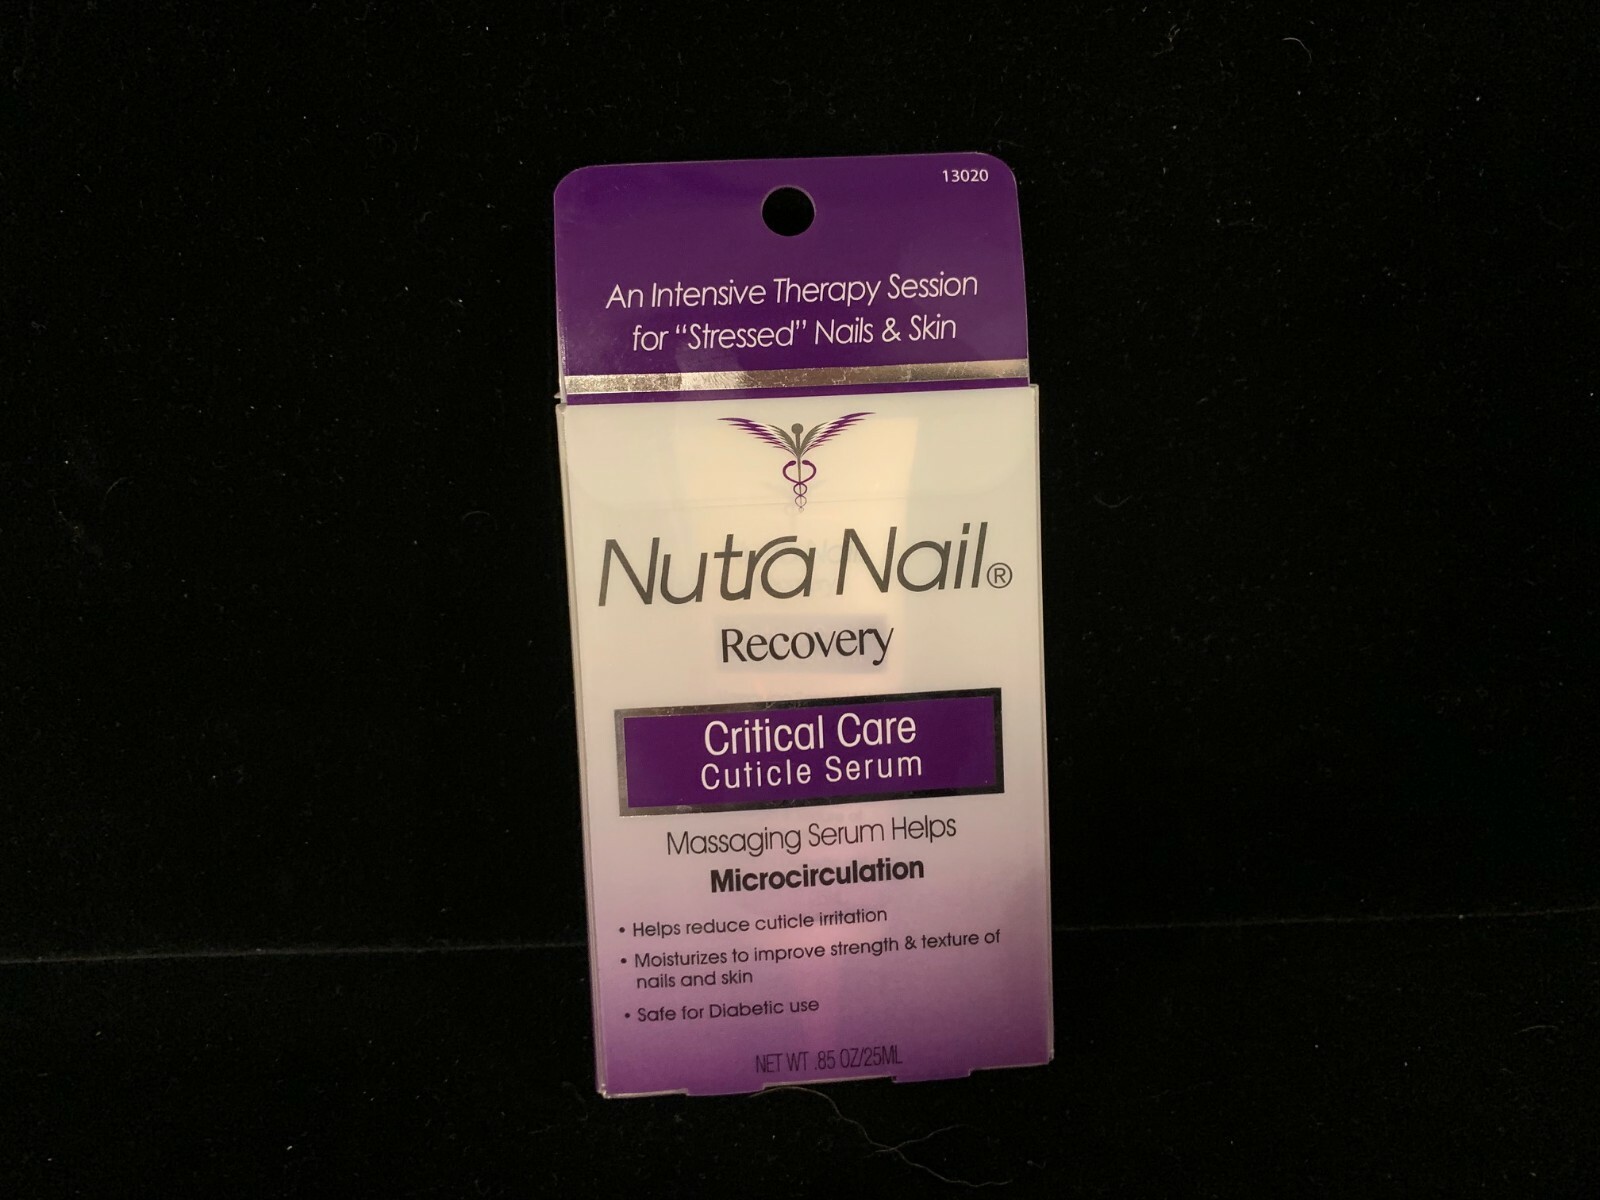 13020
An Intensive Therapy Session
for “Stressed” Nails & Skin
Nutra Nail®
Recovery
Critical Care
Cuticle Serum
Massaging Serum Helps
Microcirculation
• Helps reduce cuticle irritation
• Moisturizes to improve strength & texture of
nails and skin
• Safe for Diabetic use
NET WT .85 OZ/25ML